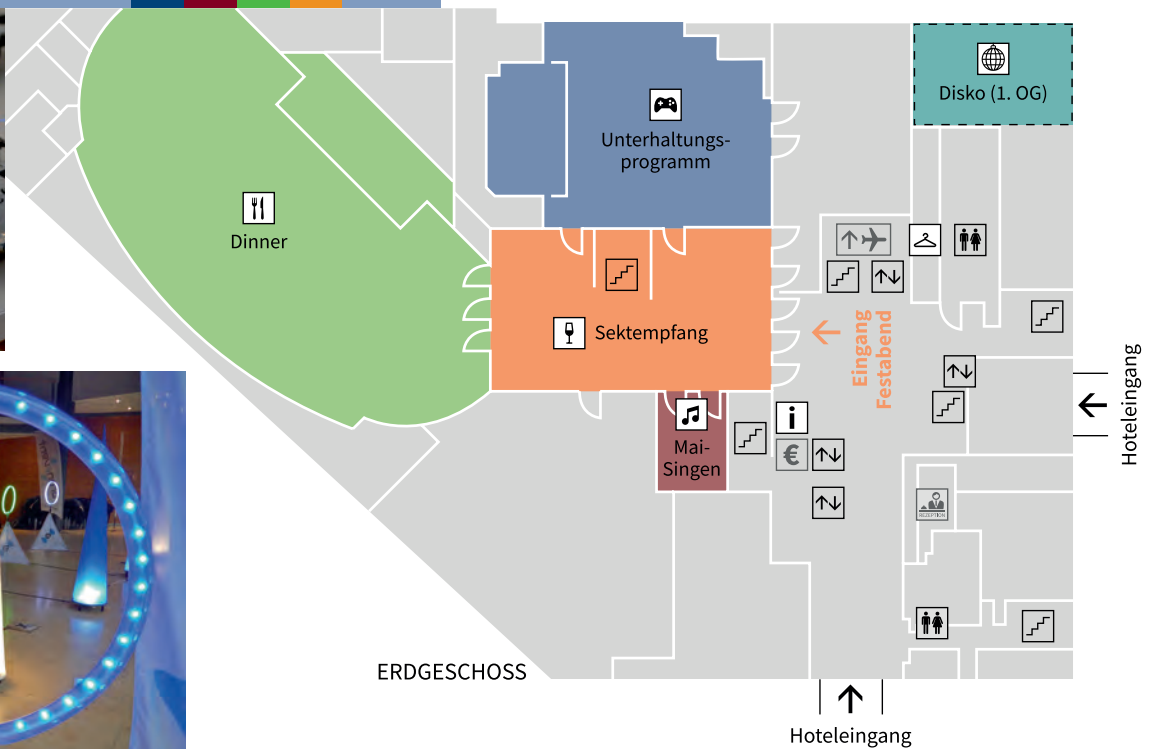 Disko (1. OG)
Unterhaltungs-
programm
Dinner
Sektempfang
Eingang
Festabend
Hoteleingang
i
€
Mai-
Singen
REZEPTION
ERDGESCHOSS
Hoteleingang